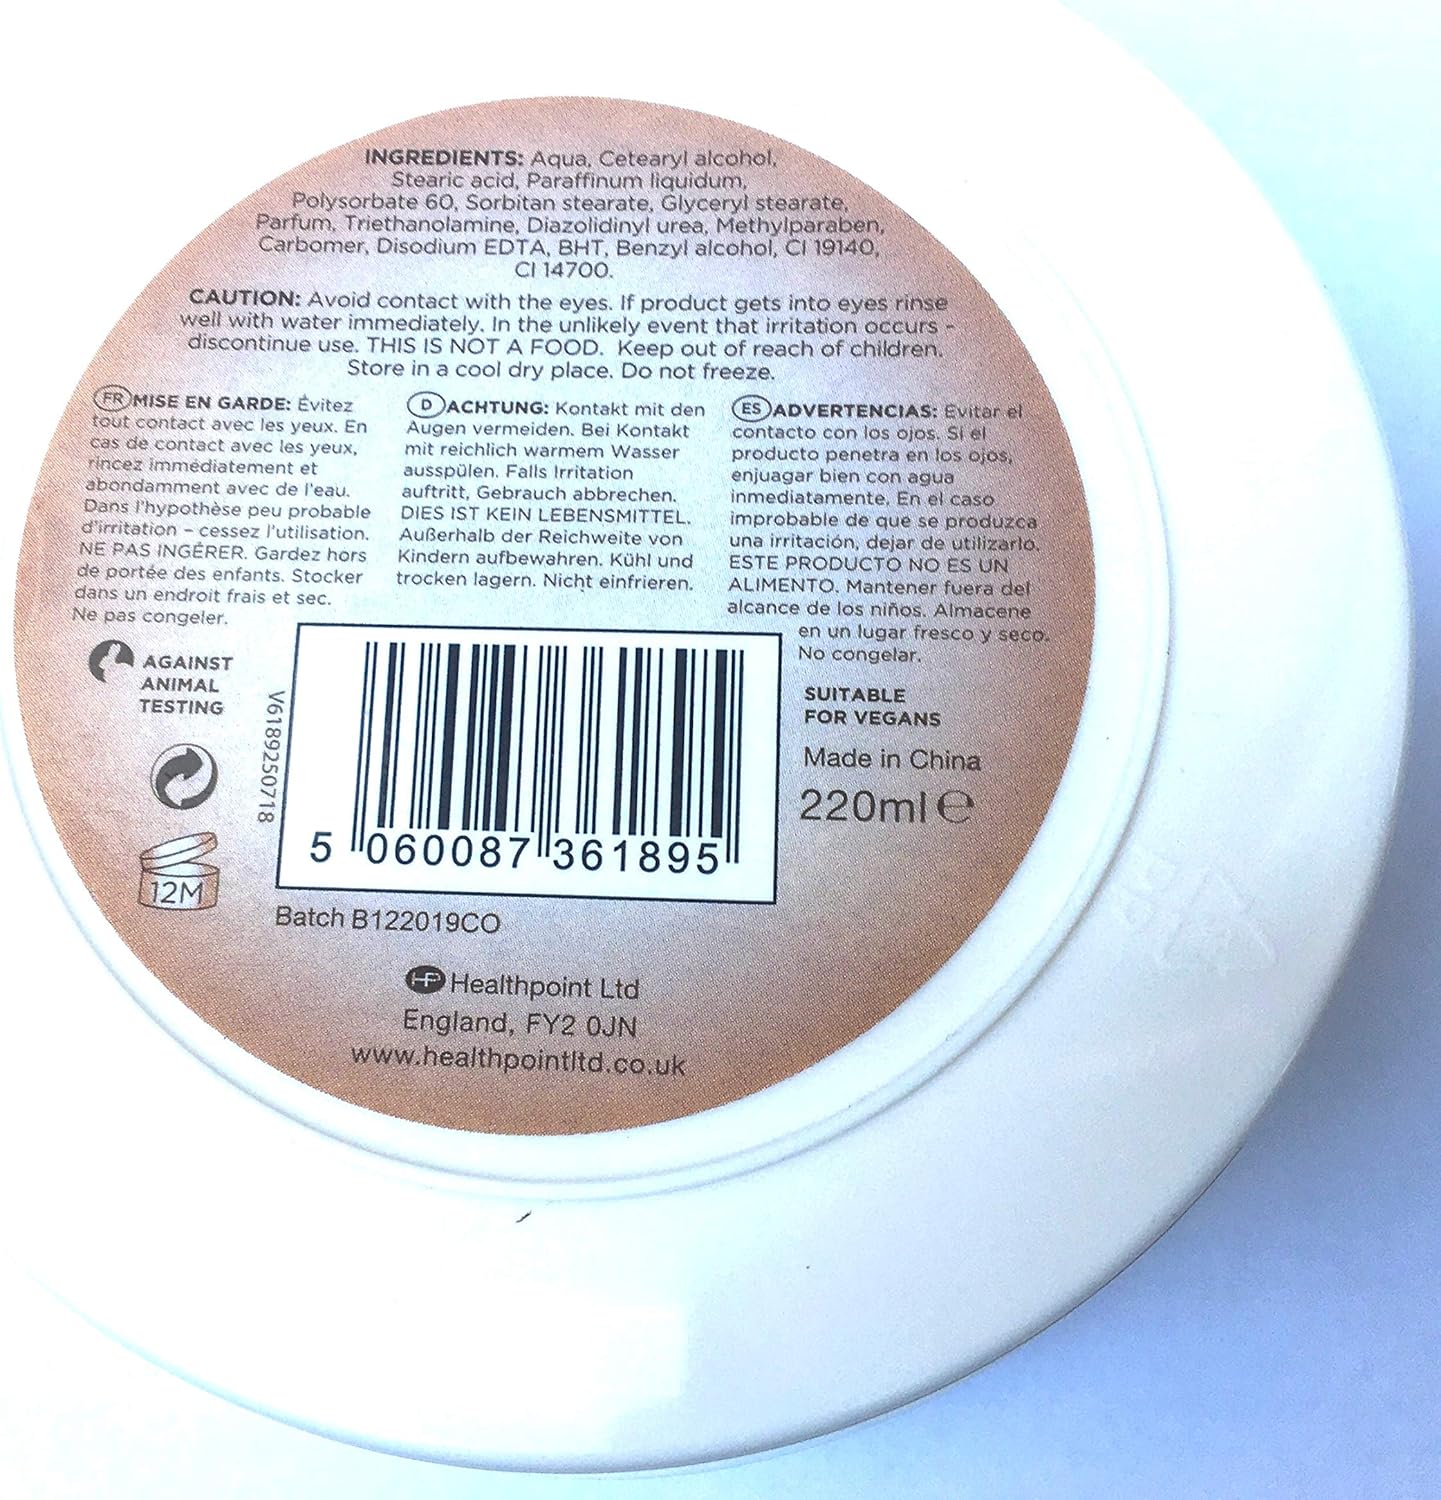 INGREDIENTS: Aqua, Cetearyl alcohol,
Stearic acid, Paraffinum liquidum,
Polysorbate 60, Sorbitan stearate, Glyceryl stearate,
Parfum, Triethanolamine, Diazolidinyl urea, Methylparaben,
Carbomer, Disodium EDTA, BHT, Benzyl alcohol, CI 19140,
CI 14700.
CAUTION: Avoid contact with the eyes. If product gets into eyes rinse
well with water immediately. In the unlikely event that irritation occurs -
discontinue use. THIS IS NOT A FOOD. Keep out of reach of children.
Store in a cool dry place. Do not freeze.
FR MISE EN GARDE: Évitez
tout contact avec les yeux. En
cas de contact avec les yeux,
rincez immédiatement et
abondamment avec de l'eau.
Dans l'hypothèse peu probable
d'irritation – cessez l'utilisation.
NE PAS INGÉRER. Gardez hors
de portée des enfants. Stocker
dans un endroit frais et sec.
Ne pas congeler.
D ACHTUNG: Kontakt mit den
Augen vermeiden. Bei Kontakt
mit reichlich warmem Wasser
ausspülen. Falls Irritation
auftritt, Gebrauch abbrechen.
DIES IST KEIN LEBENSMITTEL.
Außerhalb der Reichweite von
Kindern aufbewahren. Kühl und
trocken lagern. Nicht einfrieren.
ES ADVERTENCIAS: Evitar el
contacto con los ojos. Si el
producto penetra en los ojos,
enjuagar bien con agua
inmediatamente. En el caso
improbable de que se produzca
una irritación, dejar de utilizarlo.
ESTE PRODUCTO NO ES UN
ALIMENTO. Mantener fuera del
alcance de los niños. Almacene
en un lugar fresco y seco.
No congelar.
AGAINST
ANIMAL
TESTING
12M
V6189250718
5 060087 361895
SUITABLE
FOR VEGANS
Made in China
220ml e
Batch B122019CO
HP Healthpoint Ltd
England, FY2 0JN
www.healthpointltd.co.uk